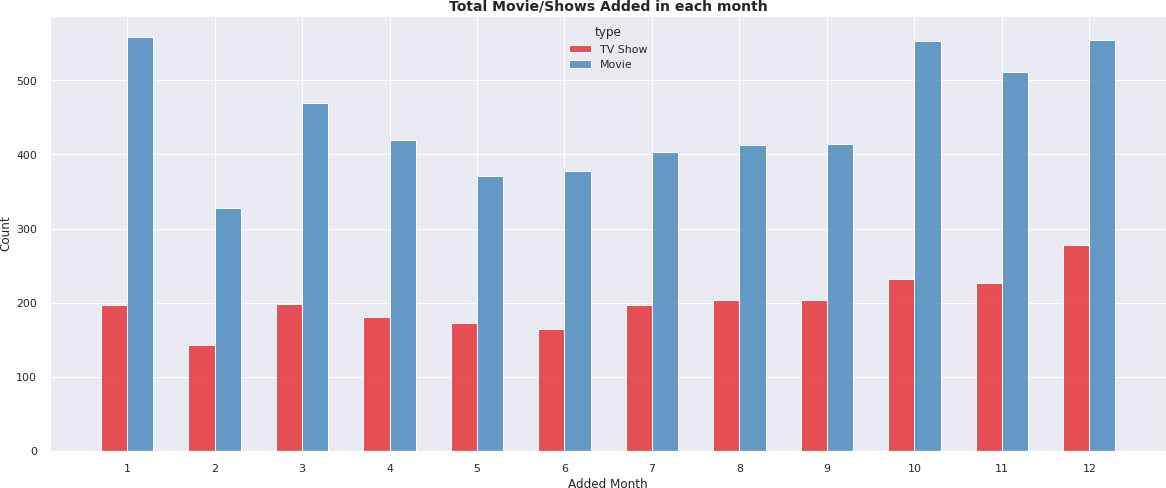 Total Movie/Shows Added in each month
type
TV Show
Movie
500
400
300
200
100
0
Count
1 2 3 4 5 6 7 8 9 10 11 12
Added Month